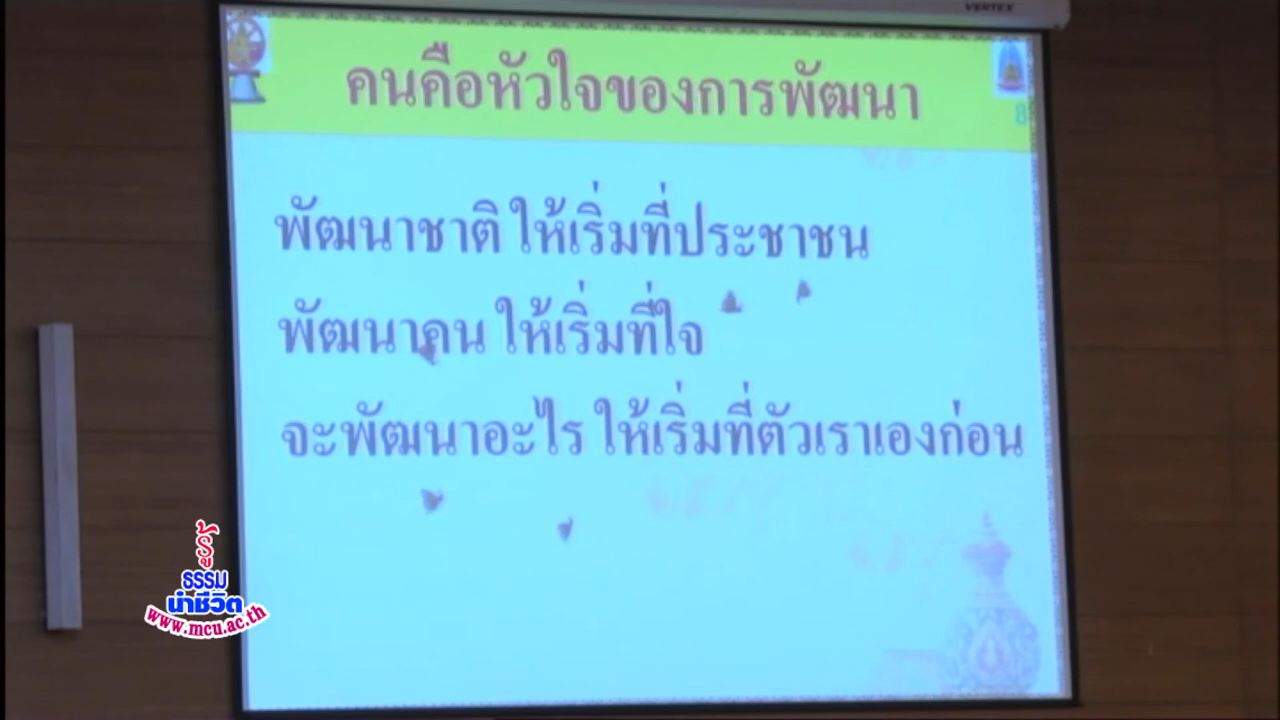 VERTEX
คนคือหัวใจของการพัฒนา
8
พัฒนาชาติ ให้เริ่มที่ประชาชน
พัฒนาคน ให้เริ่มที่ใจ
จะพัฒนาอะไร ให้เริ่มที่ตัวเราเองก่อน
รู้
ธรรม
นำชีวิต
www.mcu.ac.th